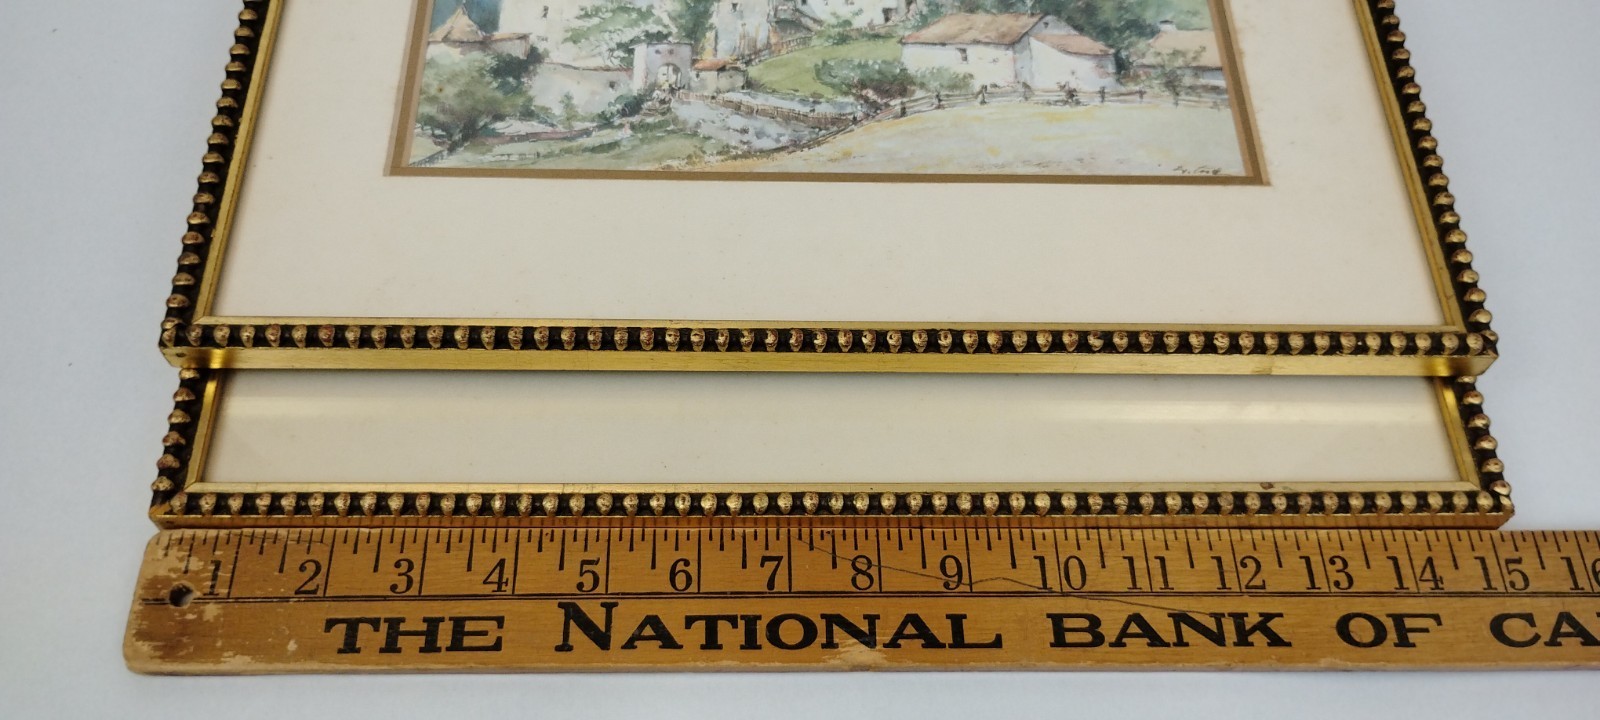 1 2 3 4 5 6 7 8 9 10 11 12 13 14 15 16
THE NATIONAL BANK OF CA